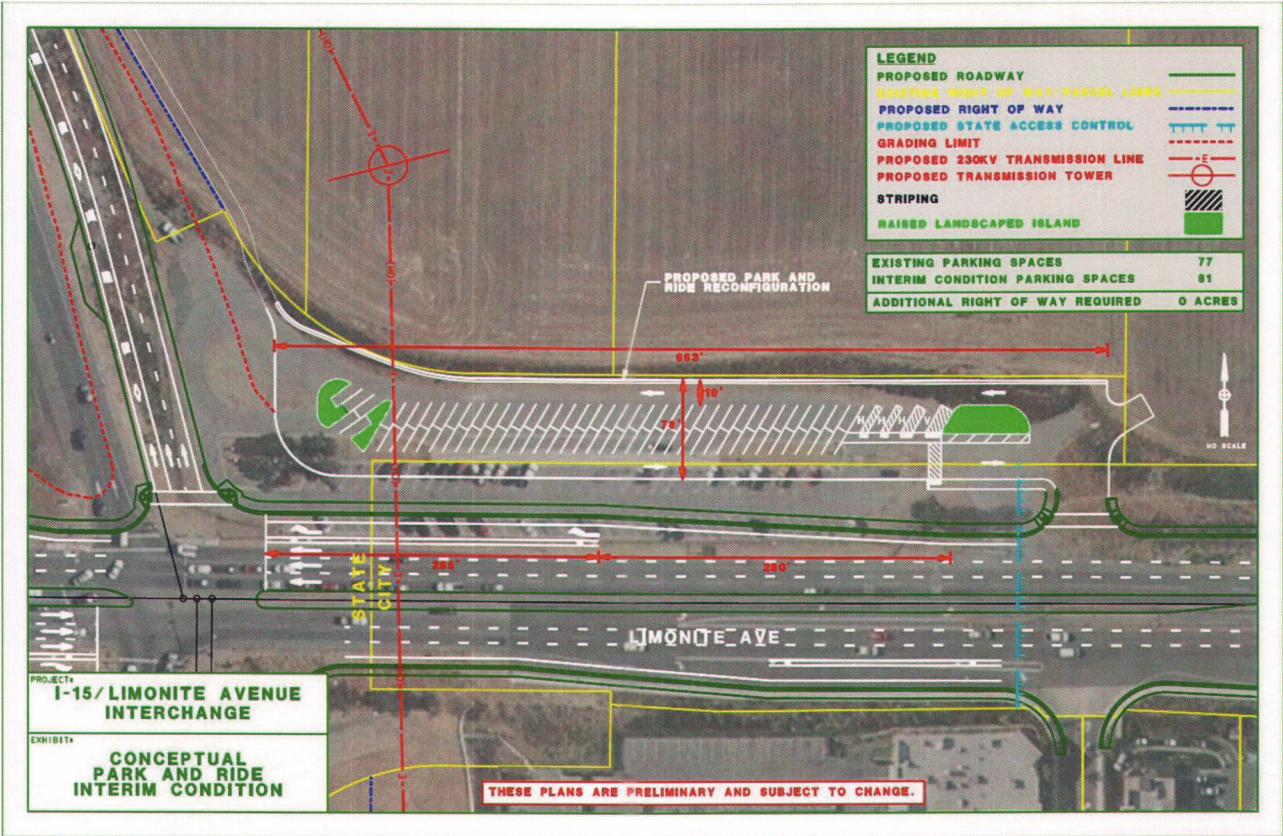 LEGEND
PROPOSED ROADWAY
EXISTING RIGHT OF WAY/PARCEL LINES
PROPOSED RIGHT OF WAY
PROPOSED STATE ACCESS CONTROL
GRADING LIMIT
PROPOSED 230KV TRANSMISSION LINE
-E-
PROPOSED TRANSMISSION TOWER
STRIPING
RAISED LANDSCAPED ISLAND
EXISTING PARKING SPACES 77
INTERIM CONDITION PARKING SPACES 81
ADDITIONAL RIGHT OF WAY REQUIRED 0 ACRES
PROPOSED PARK AND
RIDE RECONFIGURATION
663'
19'
78'
NO SCALE
265'
280'
STATE
CITY
LIMONITE AVE
PROJECT:
I-15/LIMONITE AVENUE
INTERCHANGE
EXHIBIT:
CONCEPTUAL
PARK AND RIDE
INTERIM CONDITION
THESE PLANS ARE PRELIMINARY AND SUBJECT TO CHANGE.